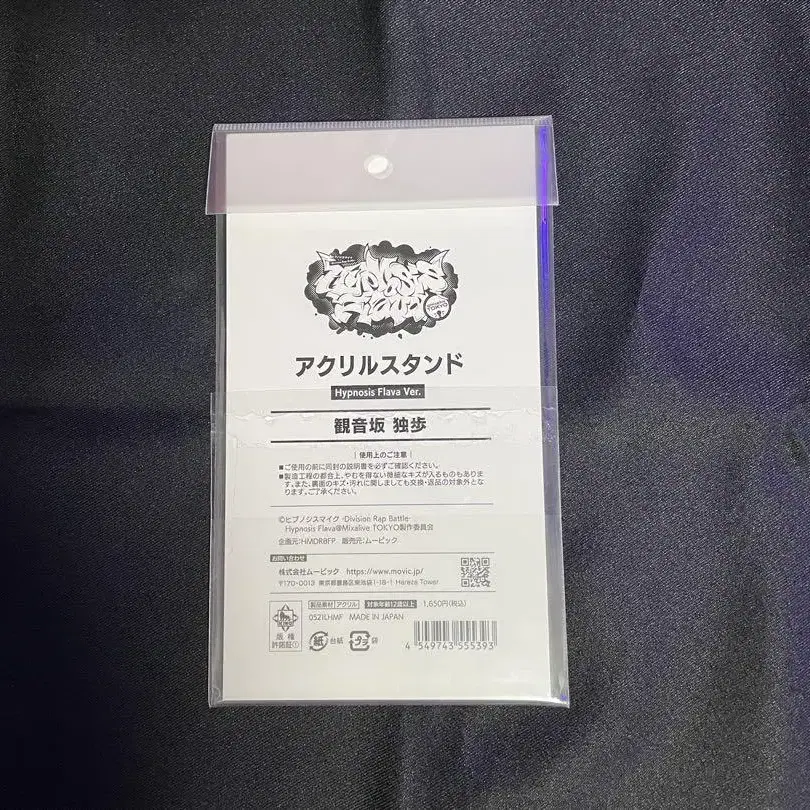 Hypnosis
Flava
TOKYO
アクリルスタンド
Hypnosis Flava Ver.
観音坂 独歩
使用上のご注意
■ご使用の前に同封の説明書を必ずご確認ください。
■製造工程の都合上、やむを得ない微細なキズが入るものもありま
す。また、裏面のキズ・汚れに関しましても交換・返品の対象外とな
ります。ご了承ください。
©ヒプノシスマイク -Division Rap Battle-
Hypnosis Flava@Mixalive TOKYO製作委員会
企画元:HMDRBFP 販売元:ムービック
お問い合わせ
株式会社ムービック https://www.movic.jp/
〒170-0013 東京都豊島区東池袋1-18-1 Hareza Tower
版権
許諾証①
製品素材 アクリル 対象年齢12歳以上 1,650円(税込)
0521LHMF MADE IN JAPAN
紙 台紙 プラ 袋
4 549743 555393